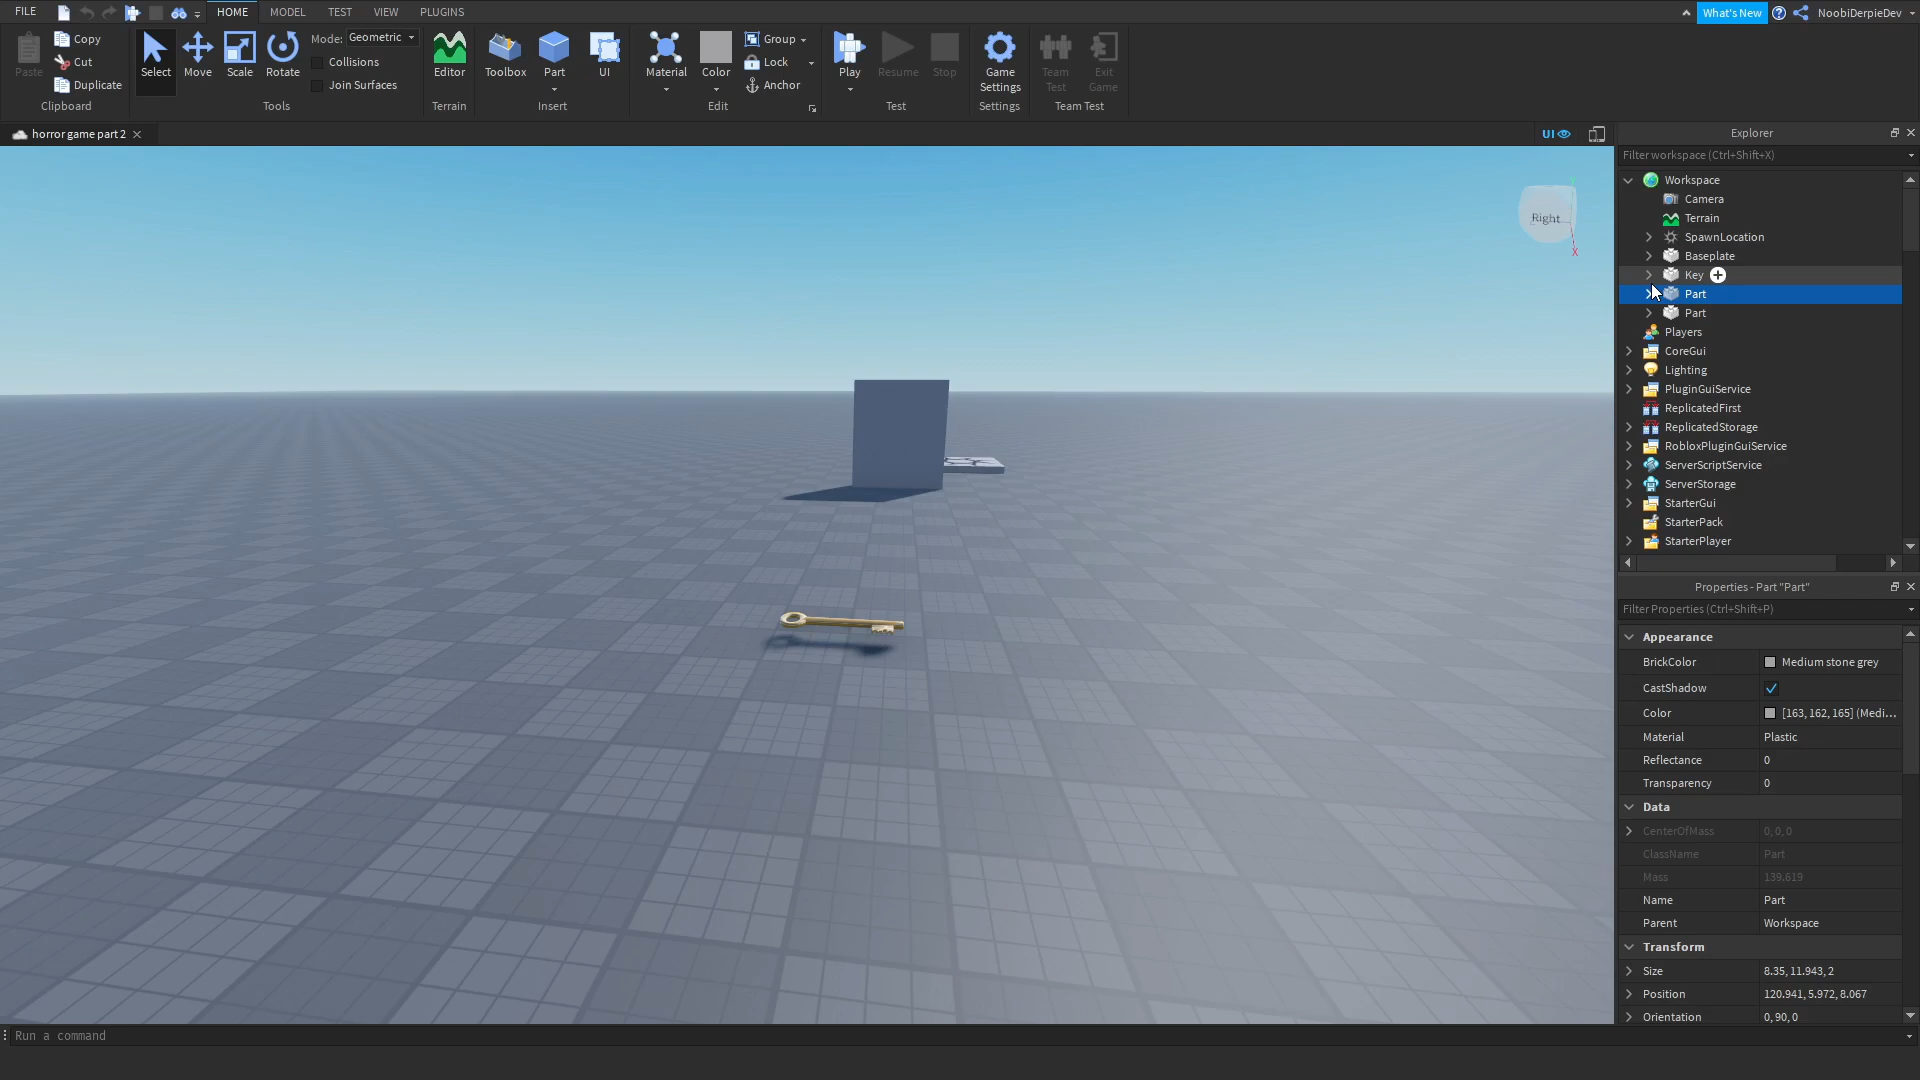 FILE
HOME
MODEL
TEST
VIEW
PLUGINS
What's New
NoobiDerpieDev
Paste
Copy
Cut
Duplicate
Clipboard
Select
Move
Scale
Rotate
Mode: Geometric
Collisions
Join Surfaces
Tools
Editor
Terrain
Toolbox
Part
UI
Insert
Material
Color
Group
Lock
Anchor
Edit
Play
Resume
Stop
Test
Game
Settings
Settings
Team
Test
Exit
Game
Team Test
horror game part 2
UI
Right
X
Explorer
Filter workspace (Ctrl+Shift+X)
Workspace
Camera
Terrain
SpawnLocation
Baseplate
Key
Part
Part
Players
CoreGui
Lighting
PluginGuiService
ReplicatedFirst
ReplicatedStorage
RobloxPluginGuiService
ServerScriptService
ServerStorage
StarterGui
StarterPack
StarterPlayer
Properties - Part "Part"
Filter Properties (Ctrl+Shift+P)
Appearance
BrickColor Medium stone grey
CastShadow
Color [163, 162, 165] (Medi...
Material Plastic
Reflectance 0
Transparency 0
Data
CenterOfMass 0, 0, 0
ClassName Part
Mass 139.619
Name Part
Parent Workspace
Transform
Size 8.35, 11.943, 2
Position 120.941, 5.972, 8.067
Orientation 0, 90, 0
Run a command